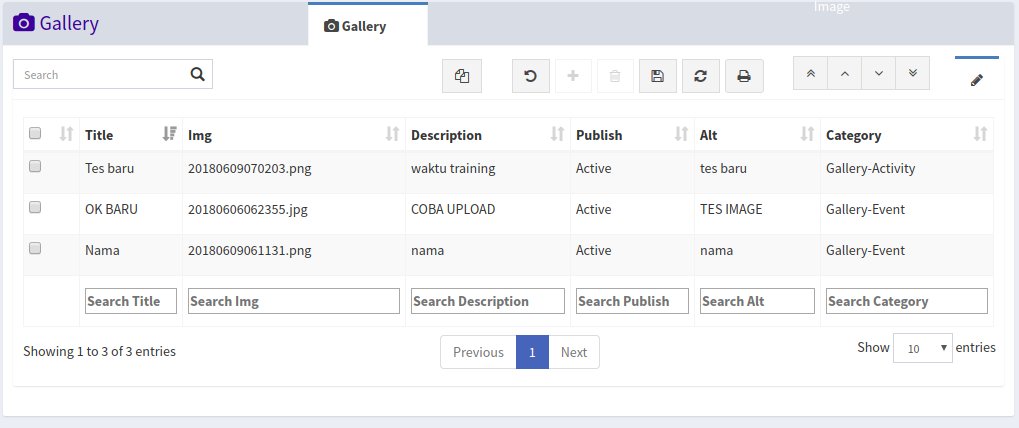 Image
Gallery
Gallery
Search
Title Img Description Publish Alt Category
Tes baru 20180609070203.png waktu training Active tes baru Gallery-Activity
OK BARU 20180606062355.jpg COBA UPLOAD Active TES IMAGE Gallery-Event
Nama 20180609061131.png nama Active nama Gallery-Event
Search Title Search Img Search Description Search Publish Search Alt Search Category
Showing 1 to 3 of 3 entries Previous 1 Next Show 10 entries